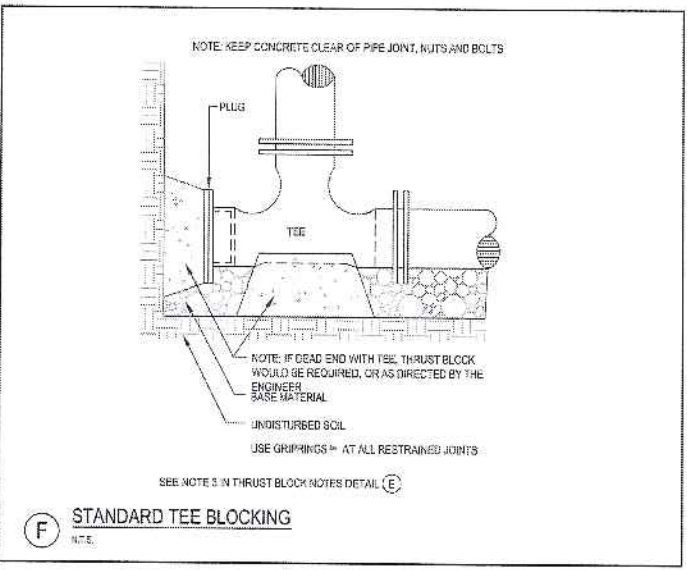 NOTE: KEEP CONCRETE CLEAR OF PIPE JOINT, NUTS AND BOLTS
PLUG
TEE
NOTE: IF DEAD END WITH TEE, THRUST BLOCK
WOULD BE REQUIRED, OR AS DIRECTED BY THE
ENGINEER
BASE MATERIAL
UNDISTURBED SOIL
USE GRIPRINGS™ AT ALL RESTRAINED JOINTS
SEE NOTE 3 IN THRUST BLOCK NOTES DETAIL E
F STANDARD TEE BLOCKING
N.T.S.